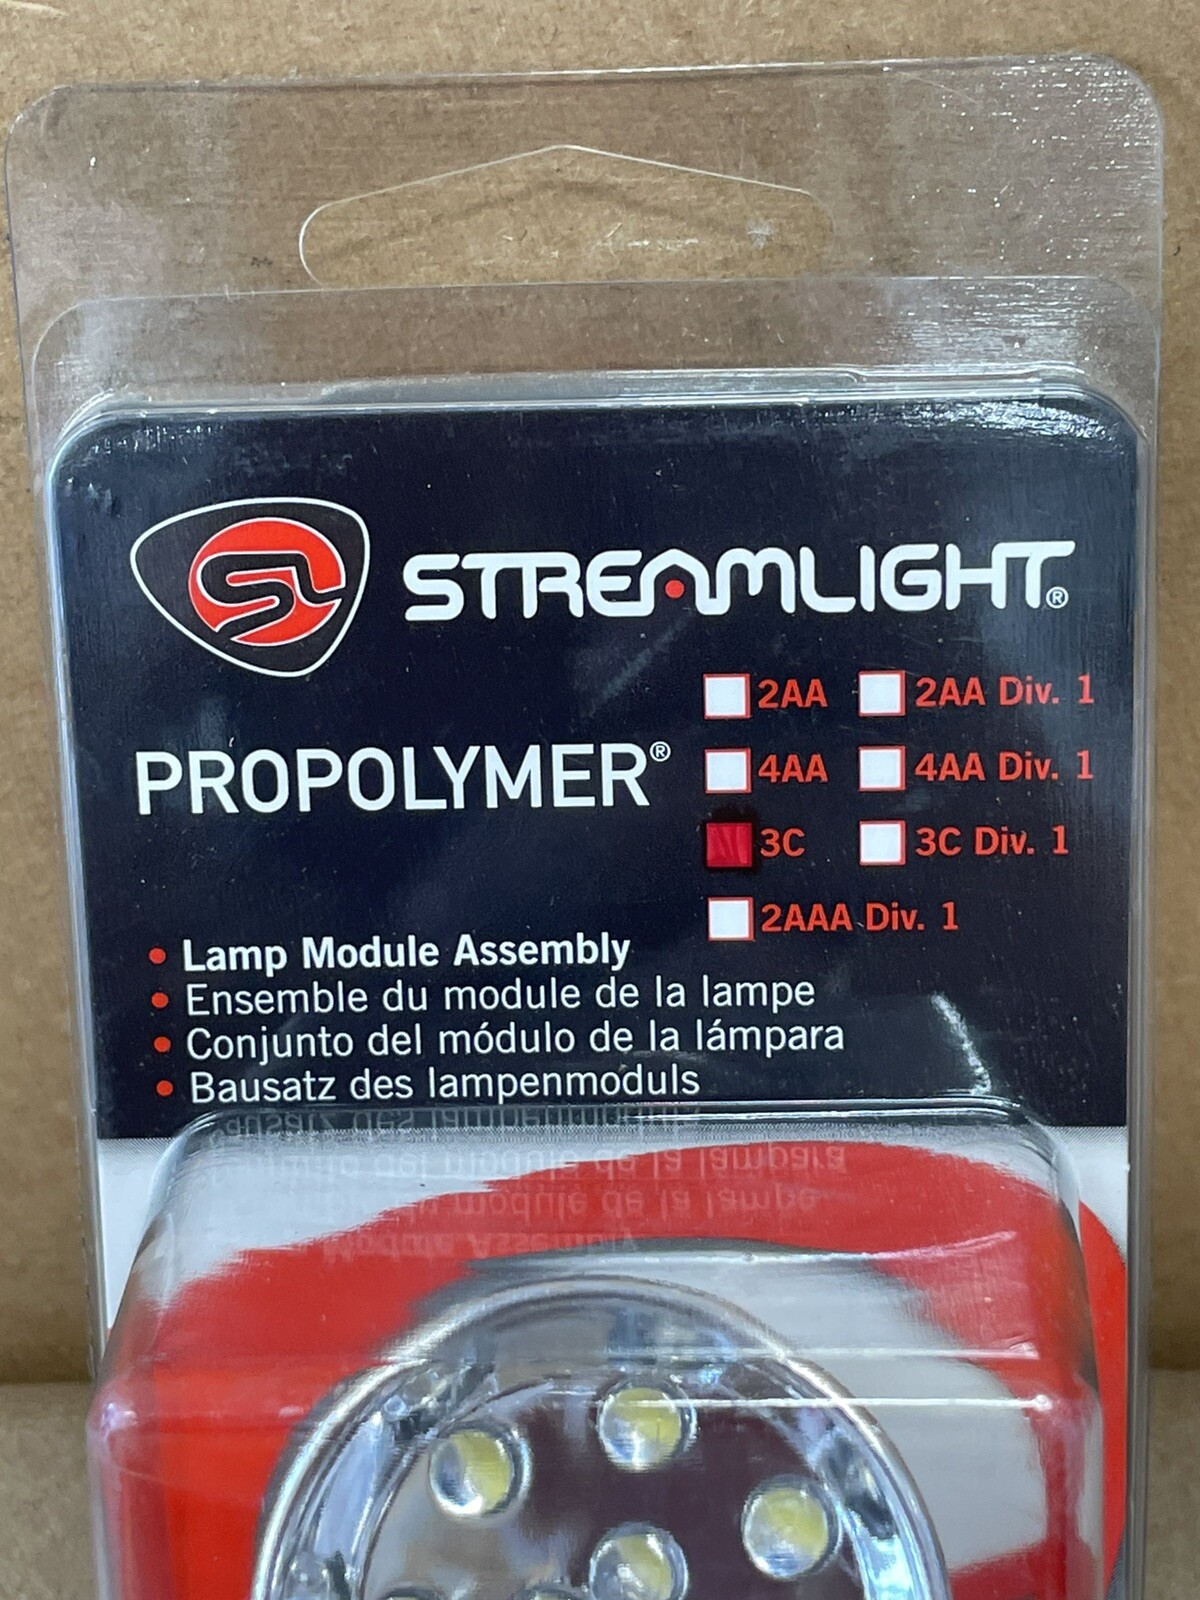 SL
STREAMLIGHT®
2AA 2AA Div. 1
PROPOLYMER®
4AA 4AA Div. 1
3C 3C Div. 1
2AAA Div. 1
• Lamp Module Assembly
• Ensemble du module de la lampe
• Conjunto del módulo de la lámpara
• Bausatz des lampenmoduls